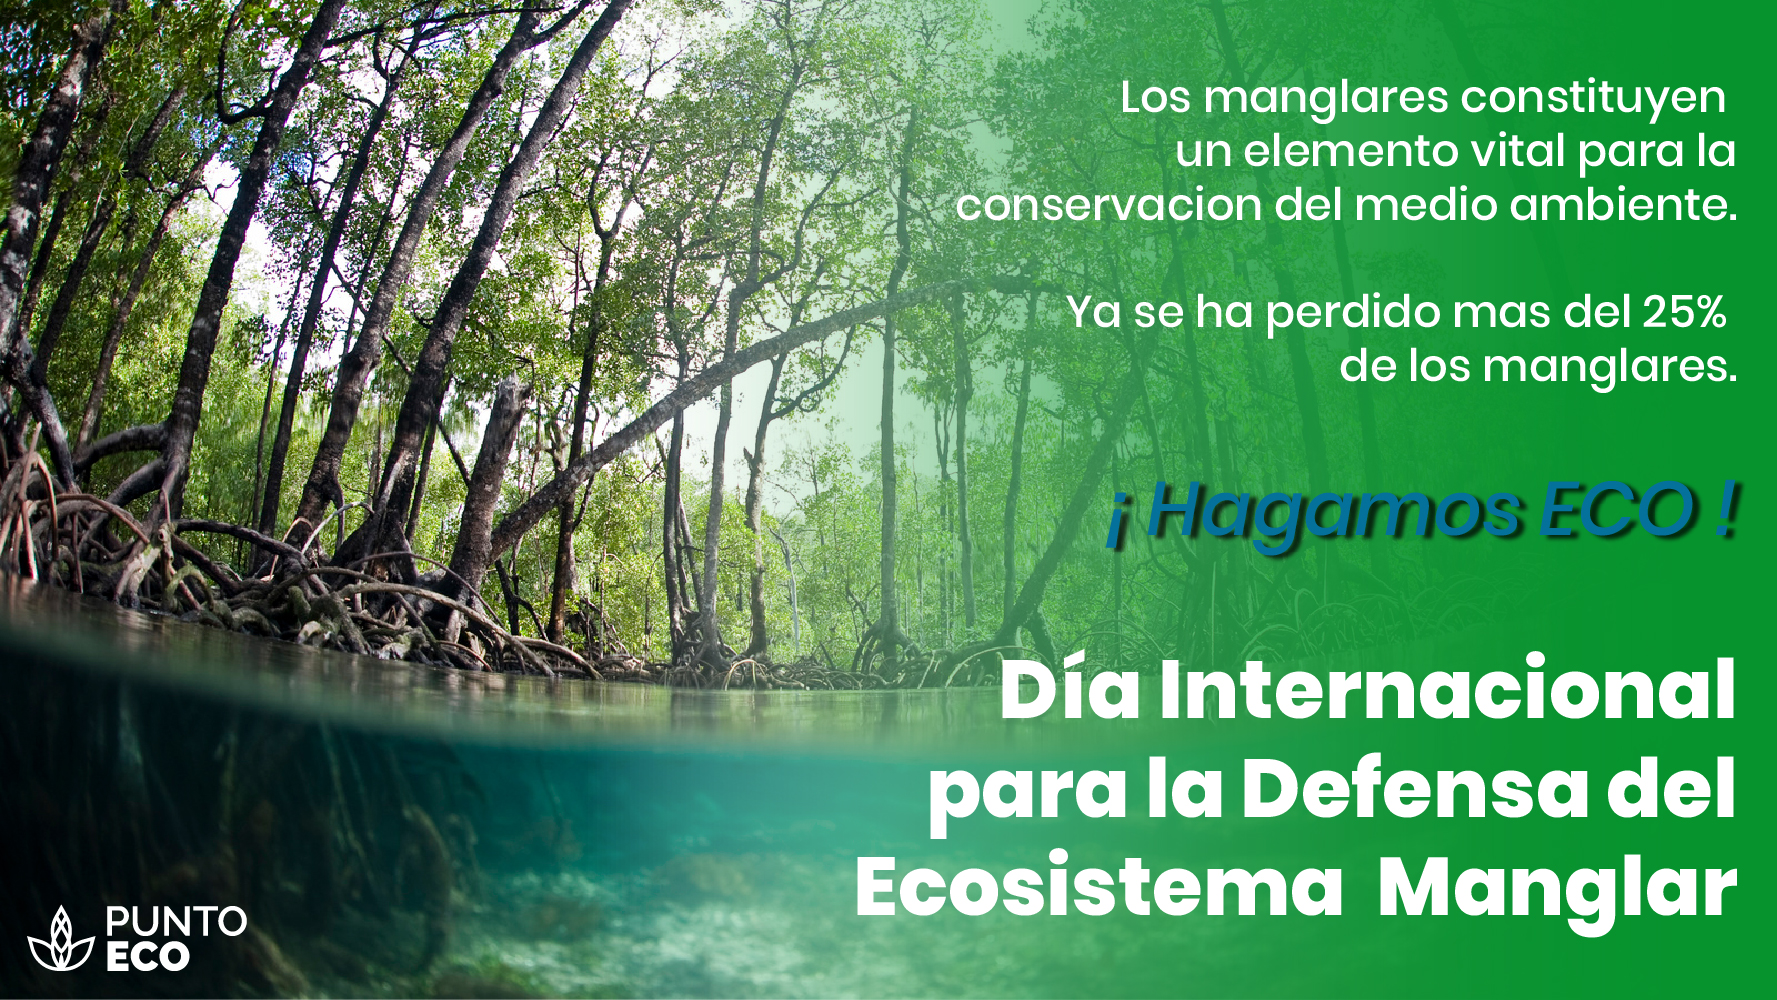 Los manglares constituyen
un elemento vital para la
conservacion del medio ambiente.
Ya se ha perdido mas del 25%
de los manglares.
¡ Hagamos ECO !
Día Internacional
para la Defensa del
Ecosistema Manglar
PUNTO
ECO